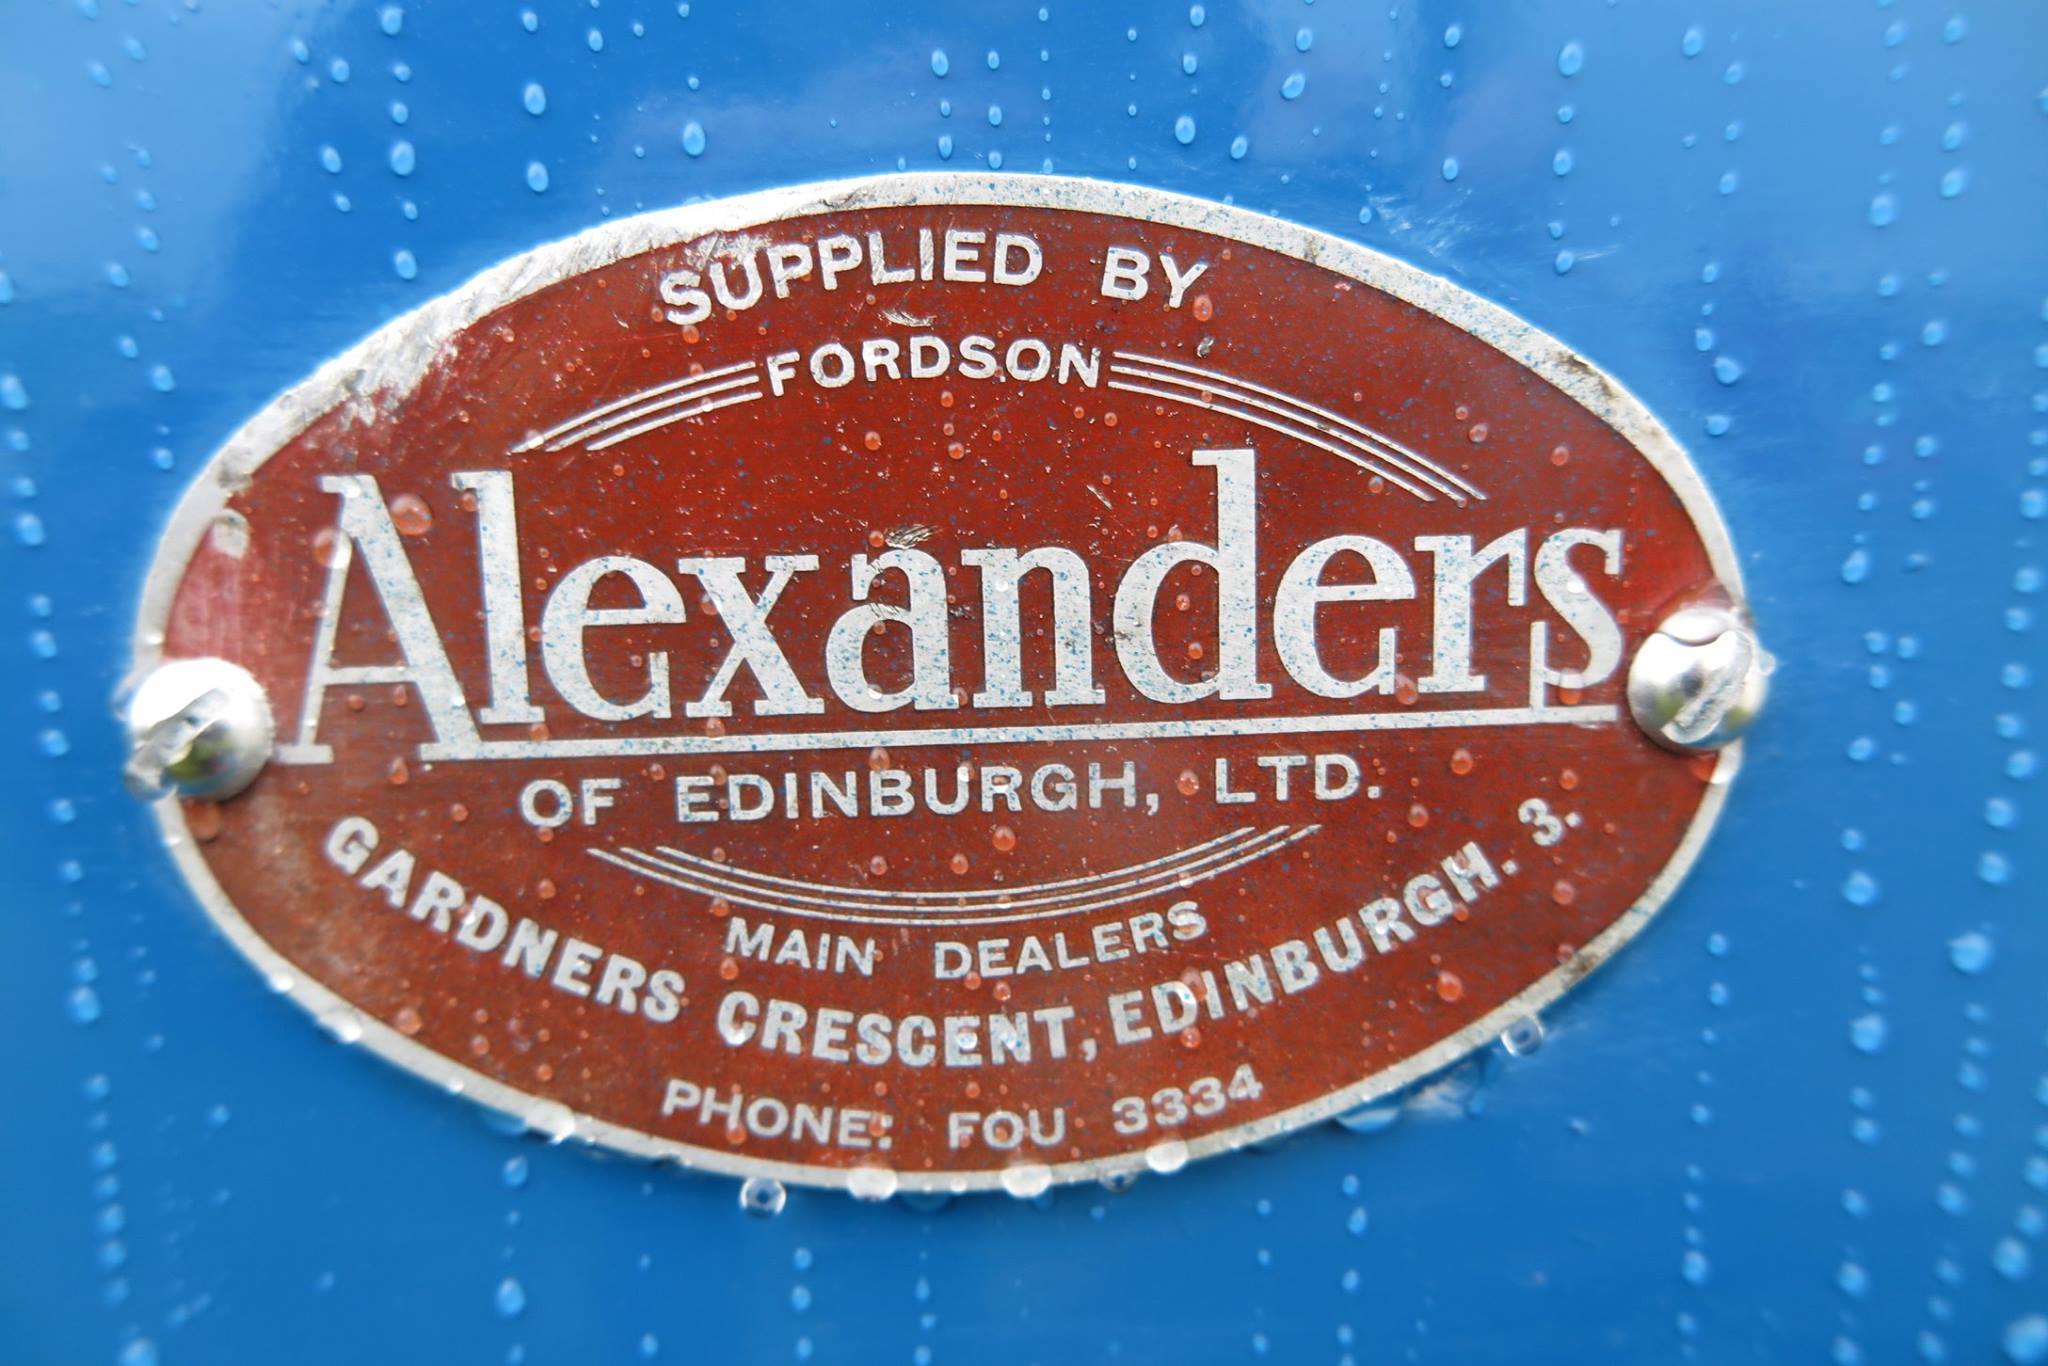 SUPPLIED BY
FORDSON
Alexanders
OF EDINBURGH, LTD.
MAIN DEALERS
GARDNERS CRESCENT, EDINBURGH. 3.
PHONE: FOU 3334